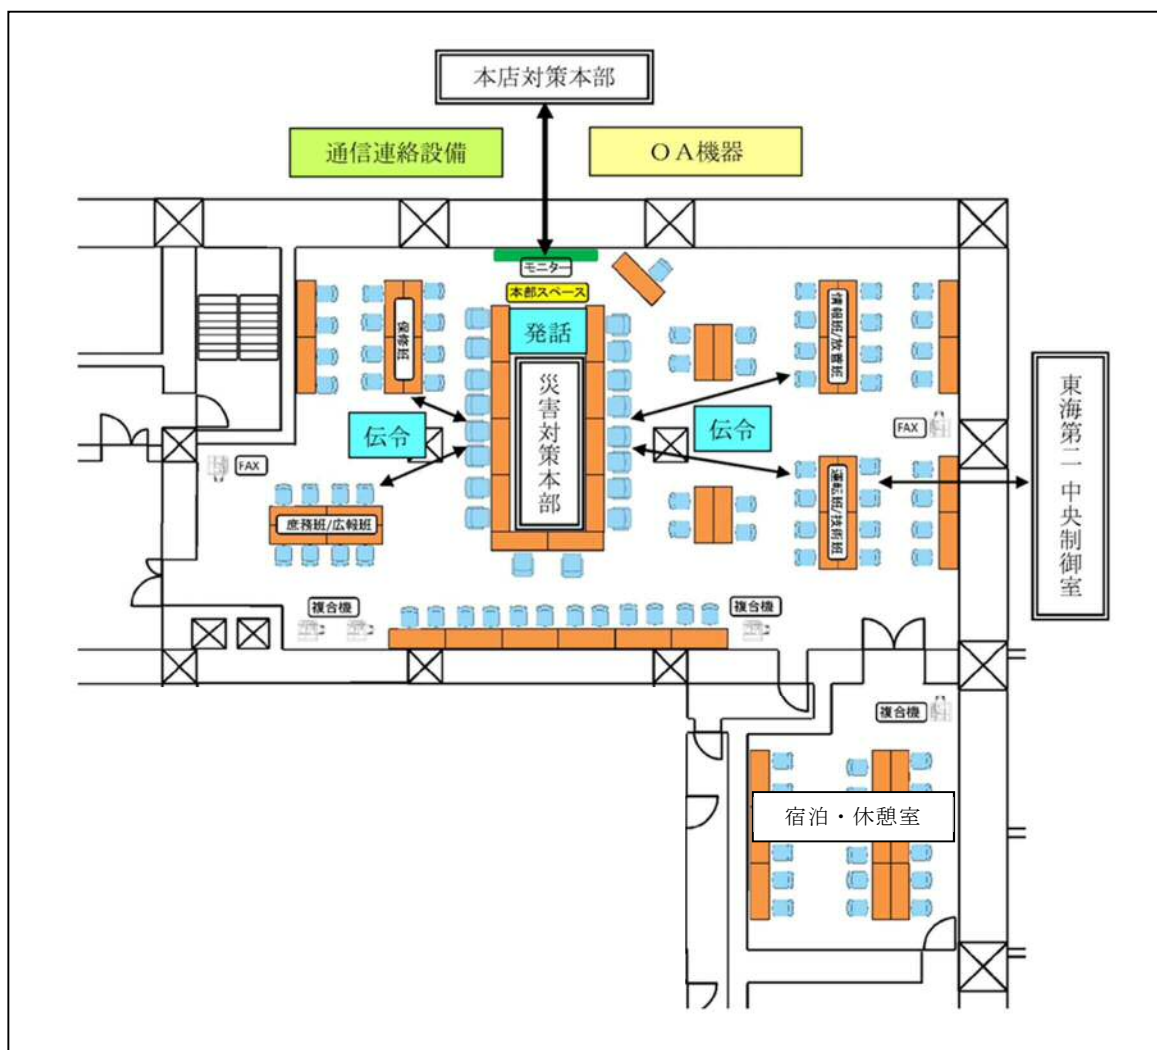 本店対策本部
通信連絡設備
ＯＡ機器
モニター
本部スペース
発話
災害対策本部
保修班
情報班/放管班
伝令
伝令
FAX
FAX
庶務班/広報班
運転班/技術班
東海第二 中央制御室
複合機
複合機
複合機
宿泊・休憩室